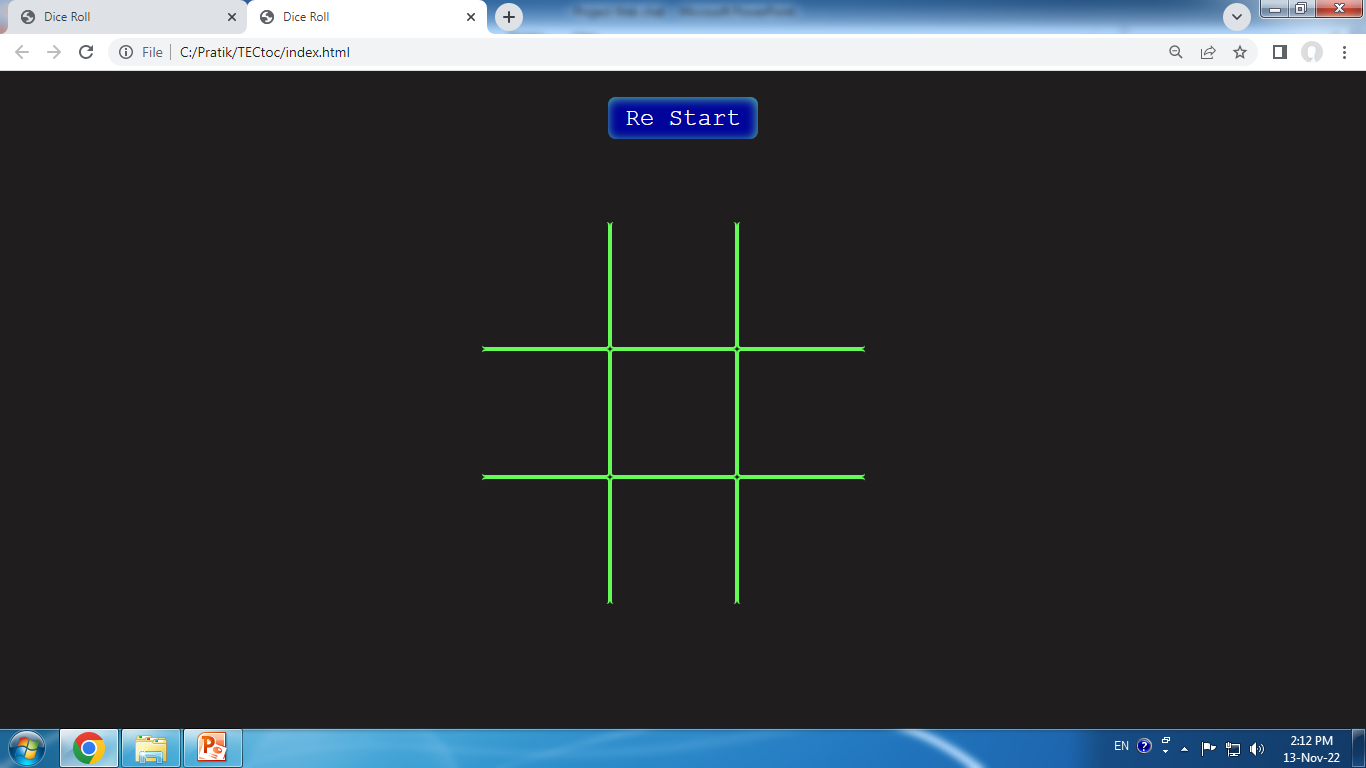 Dice Roll
Dice Roll
File
C:/Pratik/TECtoc/index.html
Re Start
EN
2:12 PM
13-Nov-22